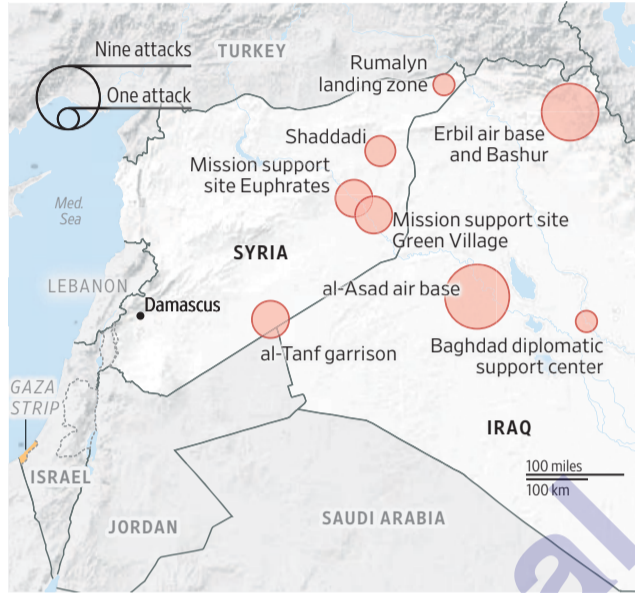 Nine attacks
One attack
TURKEY
Rumalyn
landing zone
Erbil air base
and Bashur
Shaddadi
Mission support
site Euphrates
Mission support site
Green Village
Med.
Sea
SYRIA
LEBANON
Damascus
al-Asad air base
al-Tanf garrison
Baghdad diplomatic
support center
GAZA
STRIP
IRAQ
ISRAEL
100 miles
100 km
JORDAN
SAUDI ARABIA
al